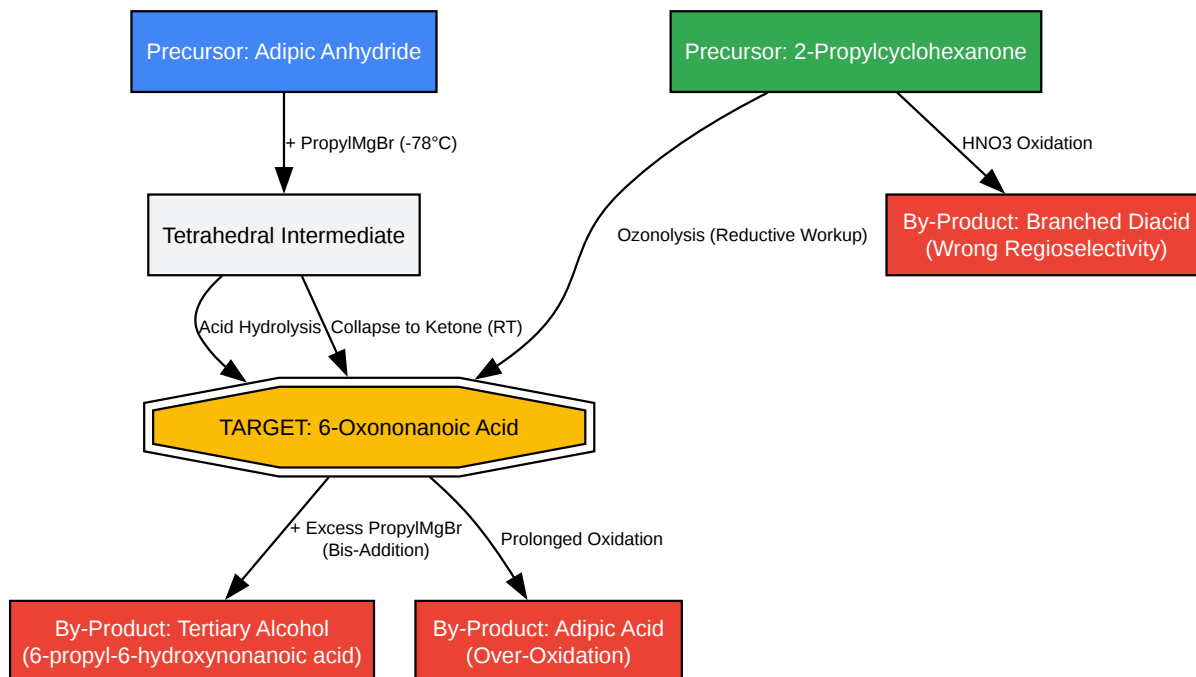 Precursor: Adipic Anhydride
Precursor: 2-Propylcyclohexanone
+ PropylMgBr (-78°C)
HNO3 Oxidation
Tetrahedral Intermediate
By-Product: Branched Diacid
(Wrong Regioselectivity)
Ozonolysis (Reductive Workup)
Acid Hydrolysis
Collapse to Ketone (RT)
TARGET: 6-Oxononanoic Acid
+ Excess PropylMgBr
(Bis-Addition)
Prolonged Oxidation
By-Product: Tertiary Alcohol
(6-propyl-6-hydroxynonanoic acid)
By-Product: Adipic Acid
(Over-Oxidation)